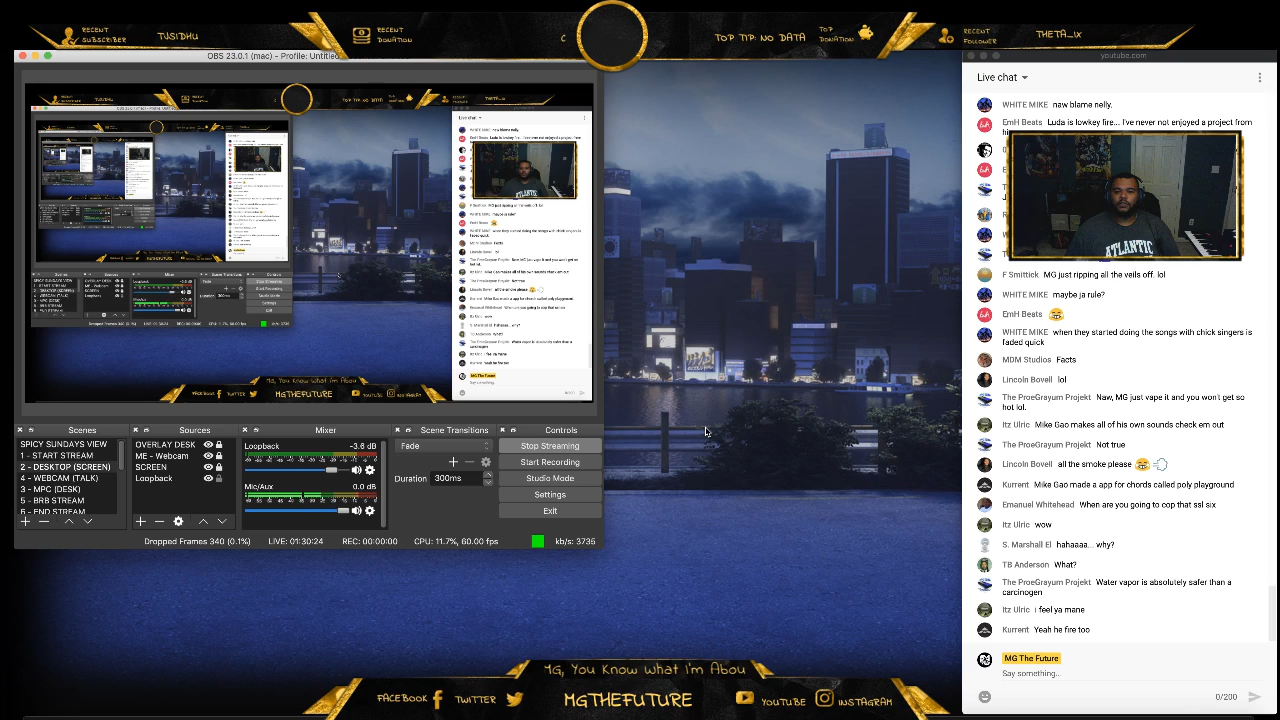 RECENT SUBSCRIBER
TJSIDHU
RECENT DONATION
C
TOP TIP: NO DATA
TOP DONATION
RECENT FOLLOWER
THETA_IX
OBS 23.0.1 (mac) - Profile: Untitle
youtube.com
Live chat
WHITE MIKE naw blame nelly.
EmH Beats Luda is lowkey fire... I've never not enjoyed a project from
ATLANTIC
F Smittick MG just ripping all the veils off. lol
WHITE MIKE maybe ja rule?
EmH Beats 😁
WHITE MIKE when they started doing the songs with thick singers is
faded quick
MDM Studios Facts
Lincoln Bovell lol
The ProeGrayum Projekt Naw, MG just vape it and you won't get so
hot lol.
Itz Ulric Mike Gao makes all of his own sounds check em out
The ProeGrayum Projekt Not true
Lincoln Bovell all the smoke please 😁💨
Kurrent Mike Gao made a app for chords called poly playground
Emanuel Whitehead When are you going to cop that ssl six
Itz Ulric wow
S. Marshall El hahaaaa... why?
TB Anderson What?
The ProeGrayum Projekt Water vapor is absolutely safer than a
carcinogen
Itz Ulric i feel ya mane
Kurrent Yeah he fire too
MG The Future
Say something...
0/200
Scenes
SPICY SUNDAYS VIEW
1 - START STREAM
2 - DESKTOP (SCREEN)
4 - WEBCAM (TALK)
3 - MPC (DESK)
5 - BRB STREAM
6 - END STREAM
Sources
OVERLAY DESK
ME - Webcam
SCREEN
Loopback
Mixer
Loopback -3.6 dB
Mic/Aux 0.0 dB
Scene Transitions
Fade
Duration 300ms
Controls
Stop Streaming
Start Recording
Studio Mode
Settings
Exit
Dropped Frames 340 (0.1%) LIVE: 01:30:24 REC: 00:00:00 CPU: 11.7%, 60.00 fps kb/s: 3735
MG, You Know What I'm Abou
FACEBOOK TWITTER MGTHEFUTURE YOUTUBE INSTAGRAM